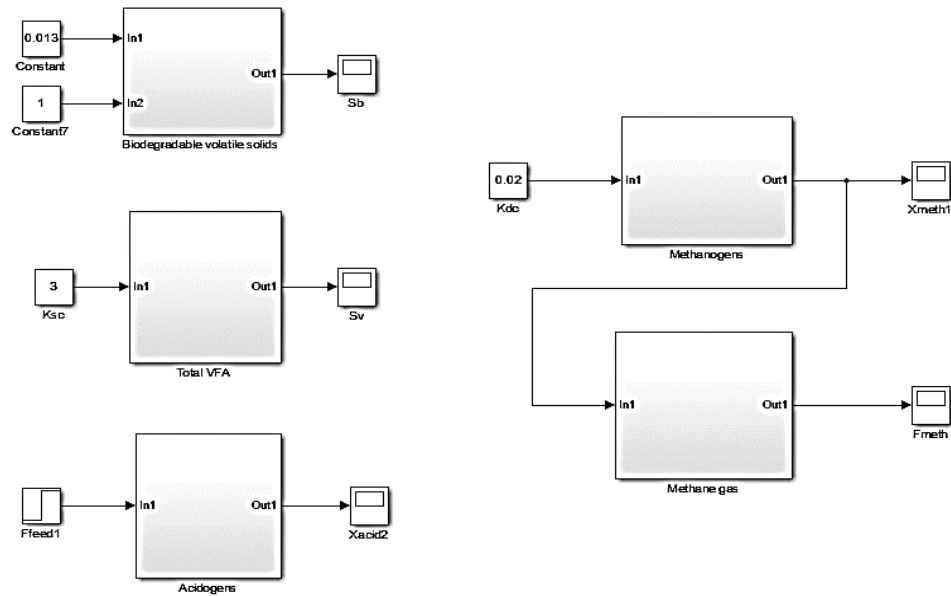 0.013
Constant
1
Constant7
In1
In2
Out1
Biodegradable volatile solids
Sb
3
Ksc
In1
Out1
Total VFA
Sv
Ffeed1
In1
Out1
Acidogens
Xacid2
0.02
Kdc
In1
Out1
Methanogens
Xmeth1
In1
Out1
Methane gas
Fmeth